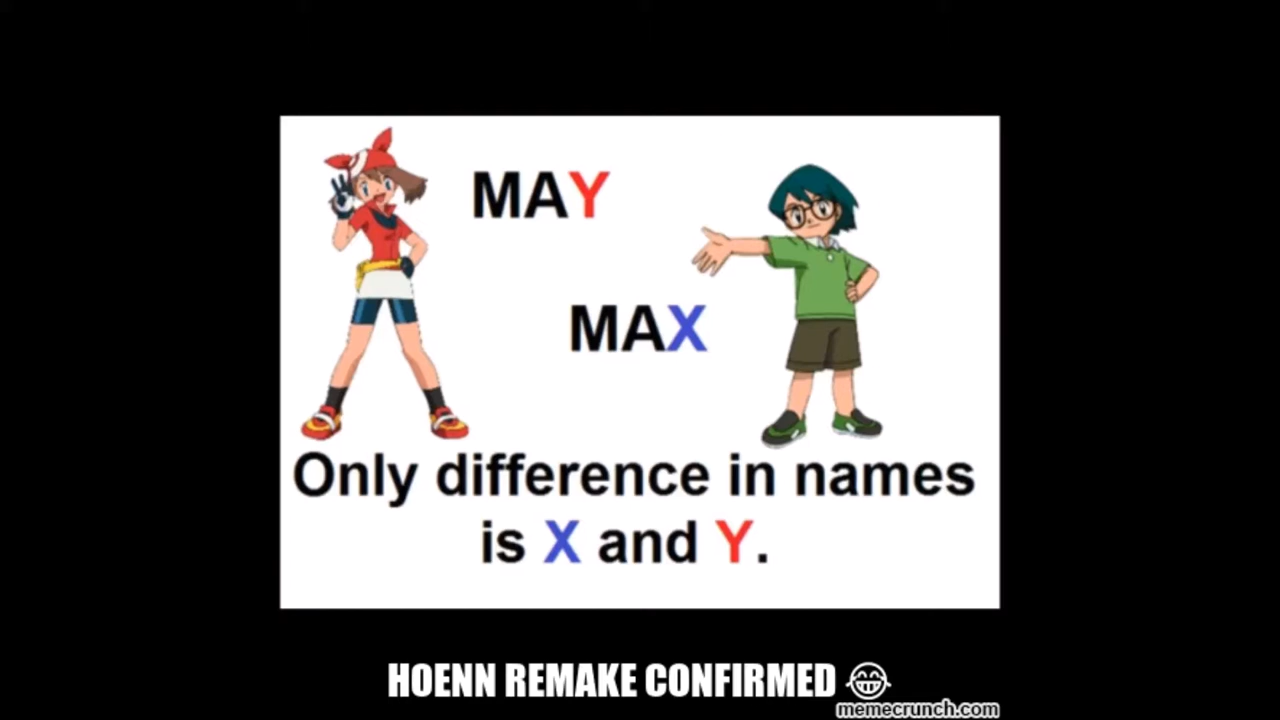 MAY
MAX
Only difference in names
is X and Y.
HOENN REMAKE CONFIRMED 😂
memecrunch.com